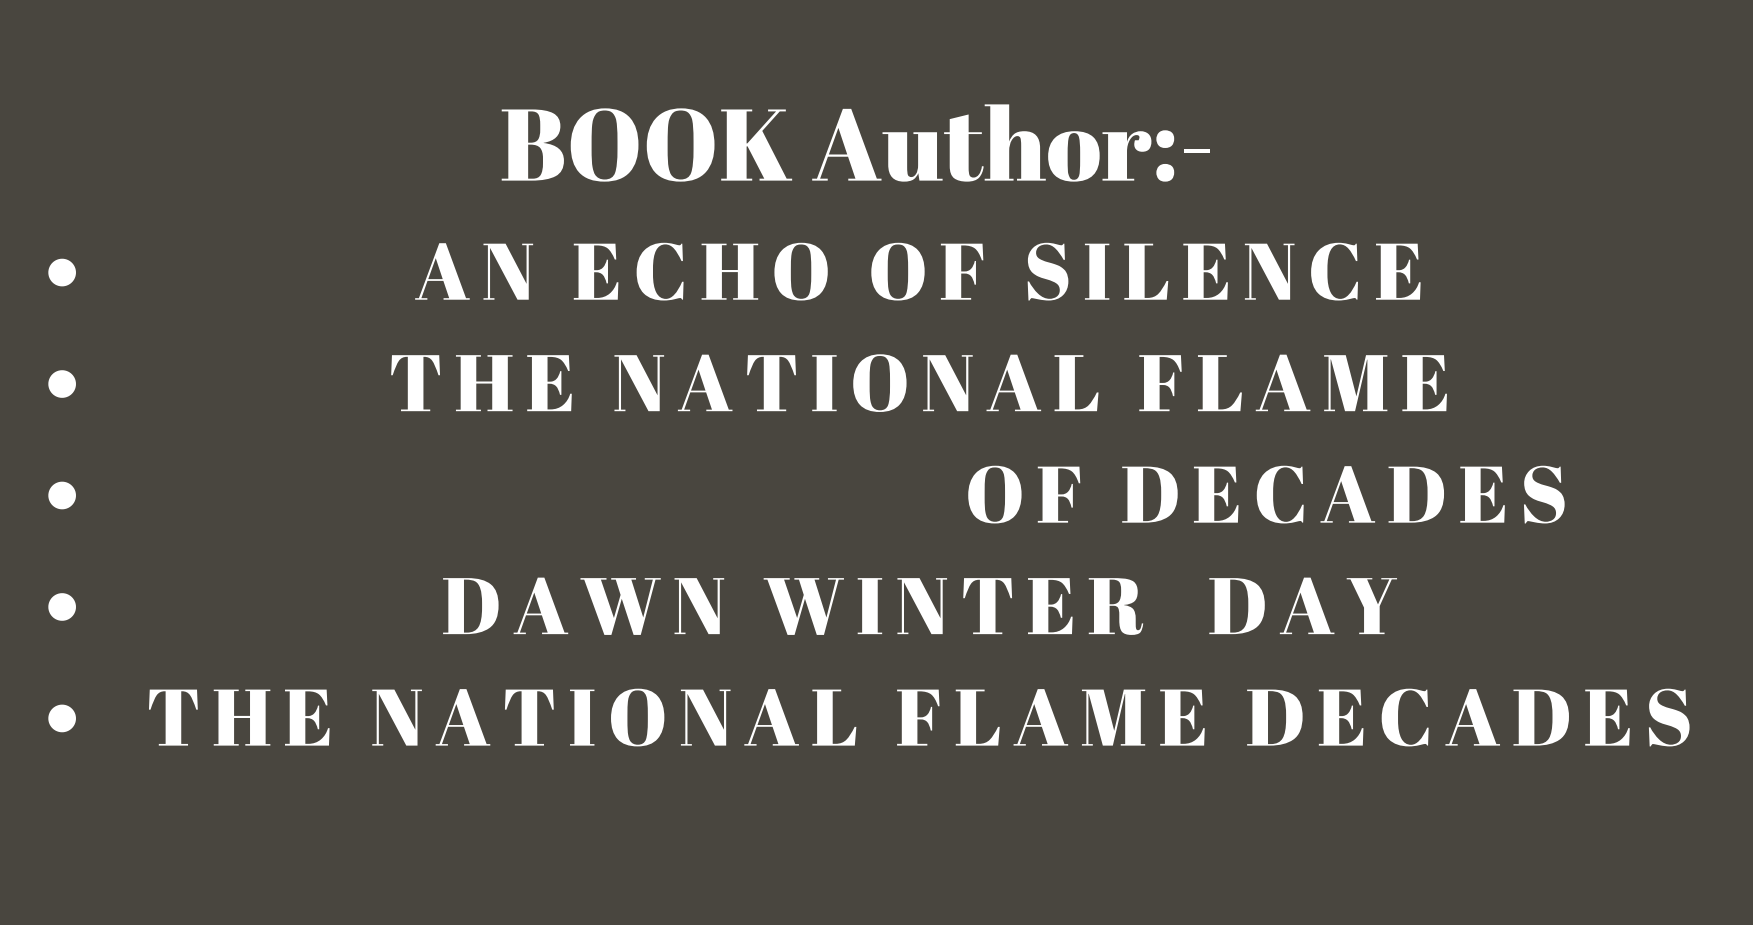 BOOK Author:-
• AN ECHO OF SILENCE
• THE NATIONAL FLAME
• OF DECADES
• DAWN WINTER  DAY
• THE NATIONAL FLAME DECADES